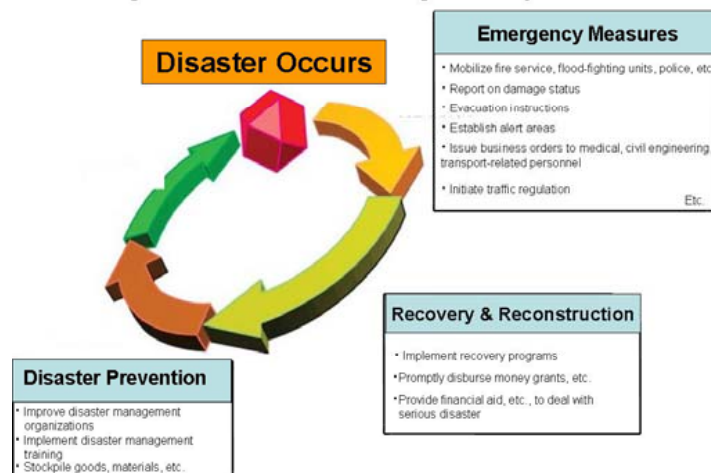 Disaster Occurs
Emergency Measures
• Mobilize fire service, flood-fighting units, police, etc
• Report on damage status
• Evacuation instructions
• Establish alert areas
• Issue business orders to medical, civil engineering,
transport-related personnel
• Initiate traffic regulation
Etc.
Recovery & Reconstruction
• Implement recovery programs
•Promptly disburse money grants, etc.
•Provide financial aid, etc., to deal with
serious disaster
Disaster Prevention
• Improve disaster management
organizations
• Implement disaster management
training
• Stockpile goods, materials, etc.